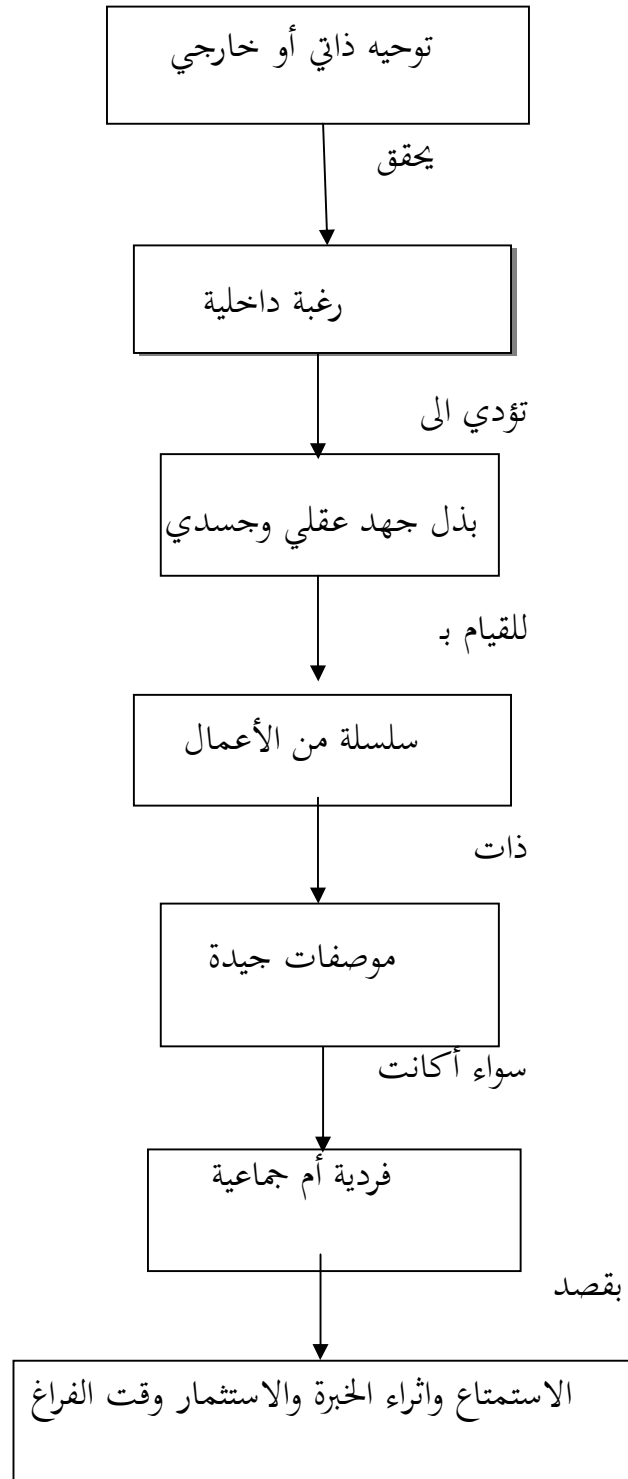 توحيه ذاتي أو خارجي
يحقق
رغبة داخلية
تؤدي الى
بذل جهد عقلي وجسدي
للقيام بـ
سلسلة من الأعمال
ذات
موصفات جيدة
سواء أكانت
فردية أم جماعية
بقصد
الاستمتاع واثراء الخبرة والاستثمار وقت الفراغ